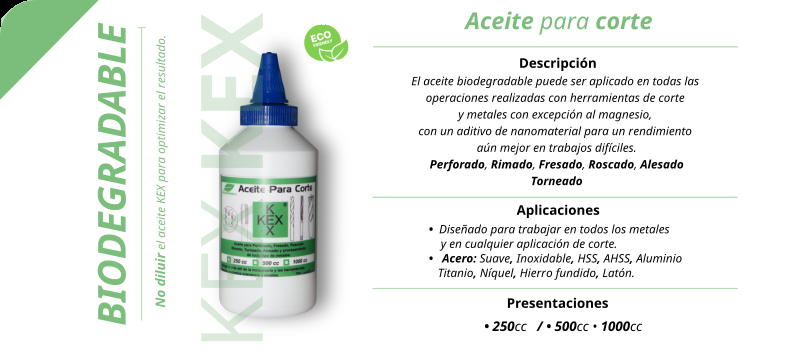 BIODEGRADABLE
No diluir el aceite KEX para optimizar el resultado.
KEX KEX
ECO
FRIENDLY
Aceite Para Corte
K
KEX
X
250 cc 500 cc 1000 cc
Aceite para corte
Descripción
El aceite biodegradable puede ser aplicado en todas las
operaciones realizadas con herramientas de corte
y metales con excepción al magnesio,
con un aditivo de nanomaterial para un rendimiento
aún mejor en trabajos difíciles.
Perforado, Rimado, Fresado, Roscado, Alesado
Torneado
Aplicaciones
• Diseñado para trabajar en todos los metales
y en cualquier aplicación de corte.
• Acero: Suave, Inoxidable, HSS, AHSS, Aluminio
Titanio, Níquel, Hierro fundido, Latón.
Presentaciones
• 250cc / • 500cc • 1000cc